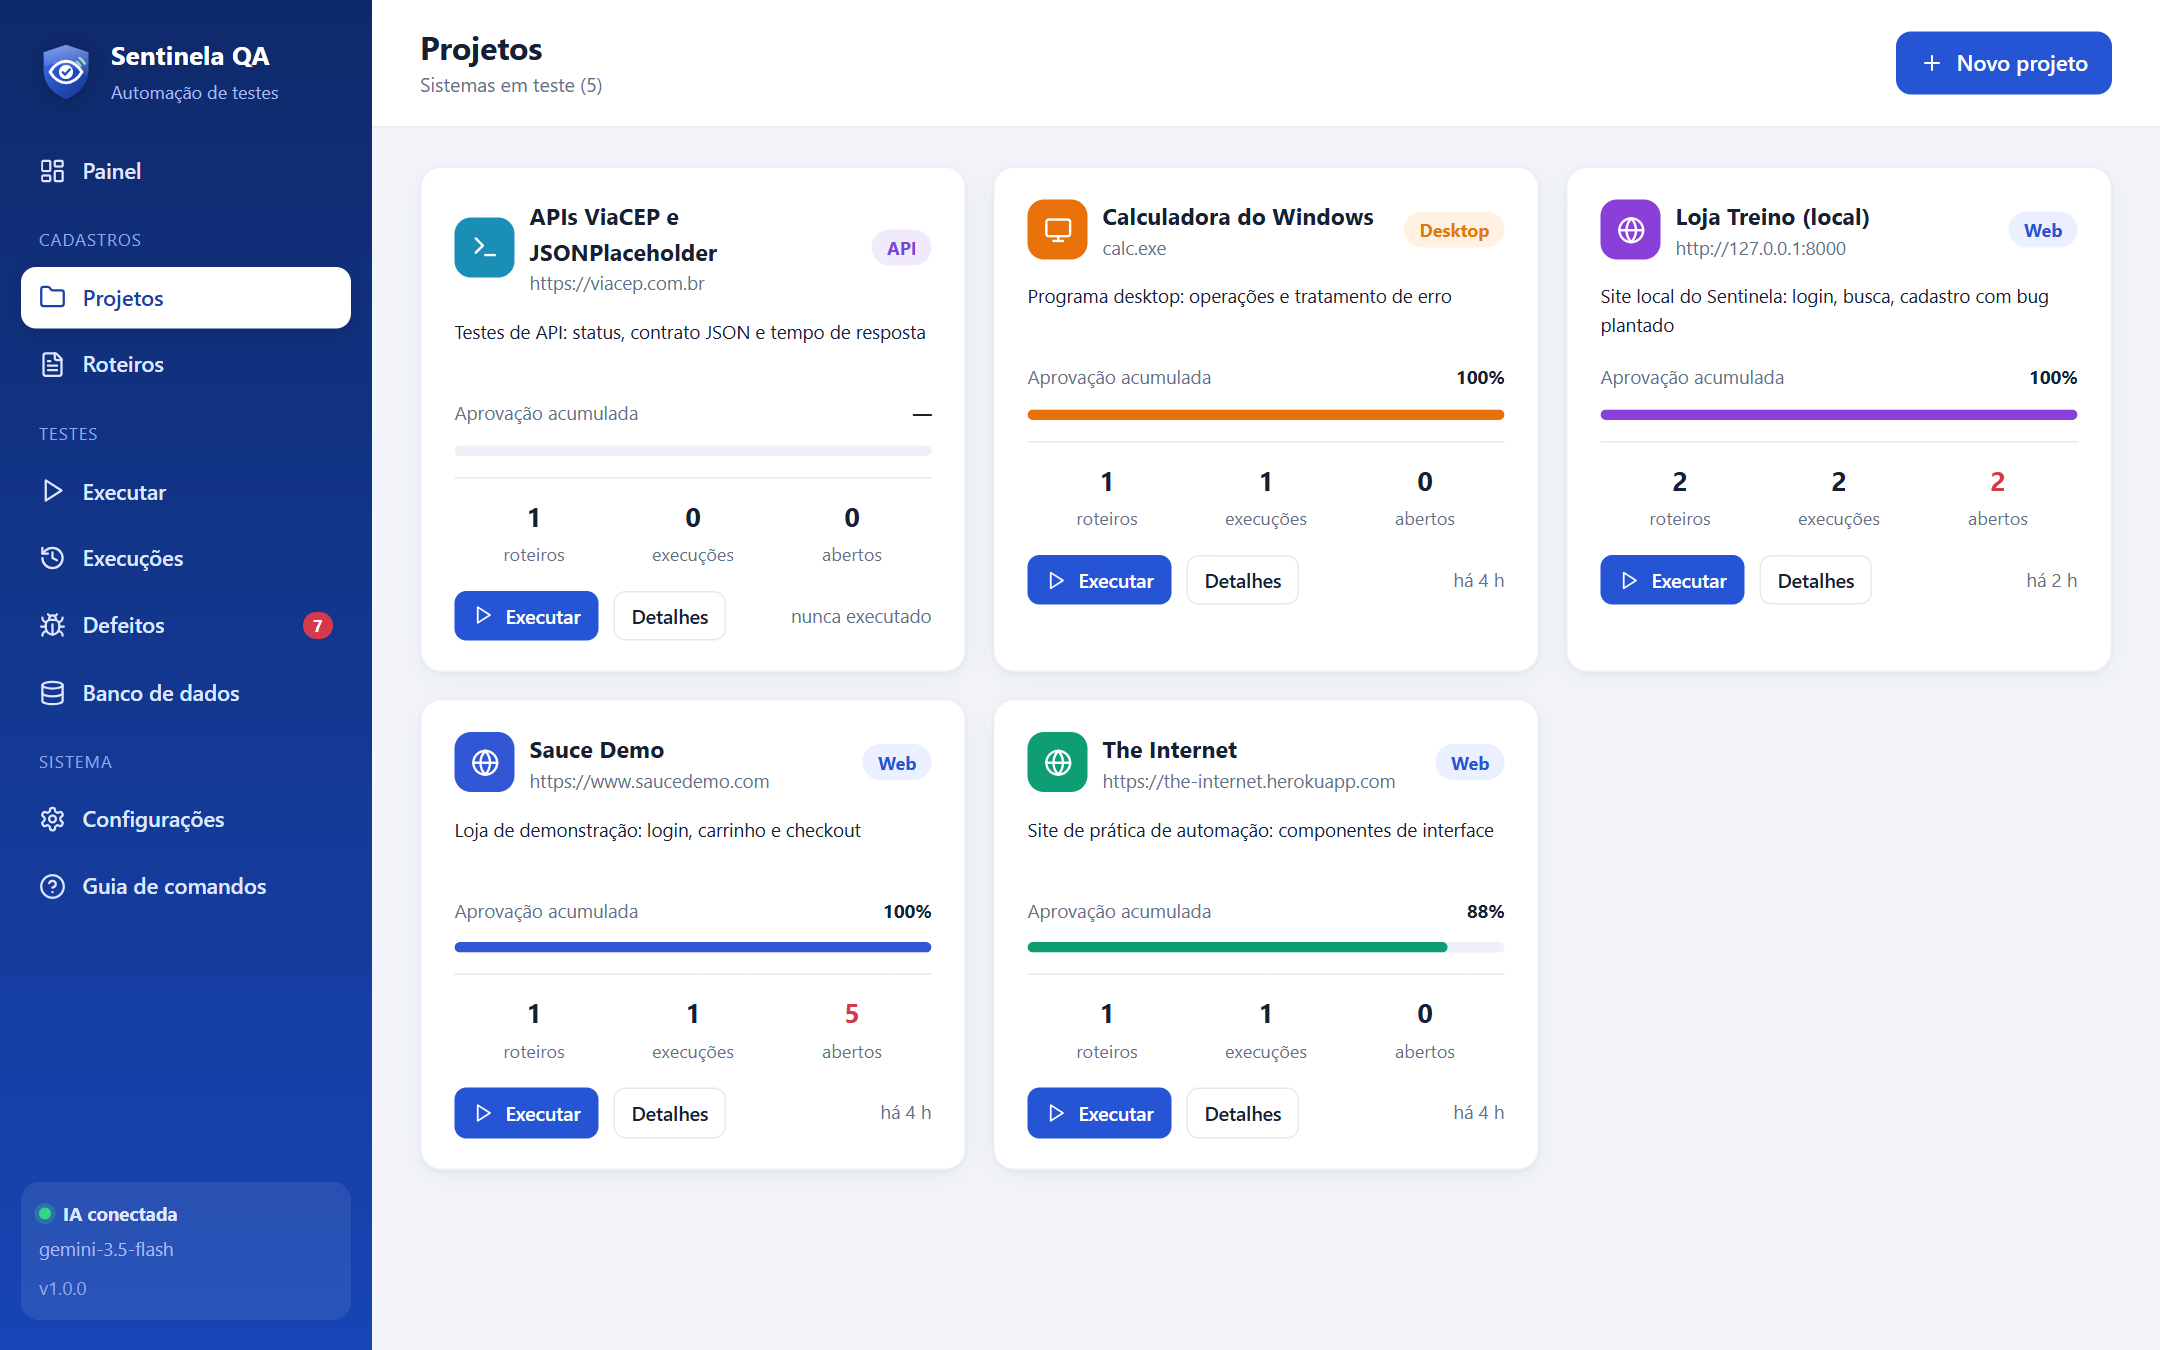 Sentinela QA
Automação de testes
Painel
CADASTROS
Projetos
Roteiros
TESTES
Executar
Execuções
Defeitos 7
Banco de dados
SISTEMA
Configurações
Guia de comandos
IA conectada
gemini-3.5-flash
v1.0.0
Projetos
Sistemas em teste (5)
Novo projeto
APIs ViaCEP e
JSONPlaceholder
https://viacep.com.br
API
Testes de API: status, contrato JSON e tempo de resposta
Aprovação acumulada —
1 0 0
roteiros execuções abertos
Executar Detalhes nunca executado
Calculadora do Windows
calc.exe
Desktop
Programa desktop: operações e tratamento de erro
Aprovação acumulada 100%
1 1 0
roteiros execuções abertos
Executar Detalhes há 4 h
Loja Treino (local)
http://127.0.0.1:8000
Web
Site local do Sentinela: login, busca, cadastro com bug
plantado
Aprovação acumulada 100%
2 2 2
roteiros execuções abertos
Executar Detalhes há 2 h
Sauce Demo
https://www.saucedemo.com
Web
Loja de demonstração: login, carrinho e checkout
Aprovação acumulada 100%
1 1 5
roteiros execuções abertos
Executar Detalhes há 4 h
The Internet
https://the-internet.herokuapp.com
Web
Site de prática de automação: componentes de interface
Aprovação acumulada 88%
1 1 0
roteiros execuções abertos
Executar Detalhes há 4 h